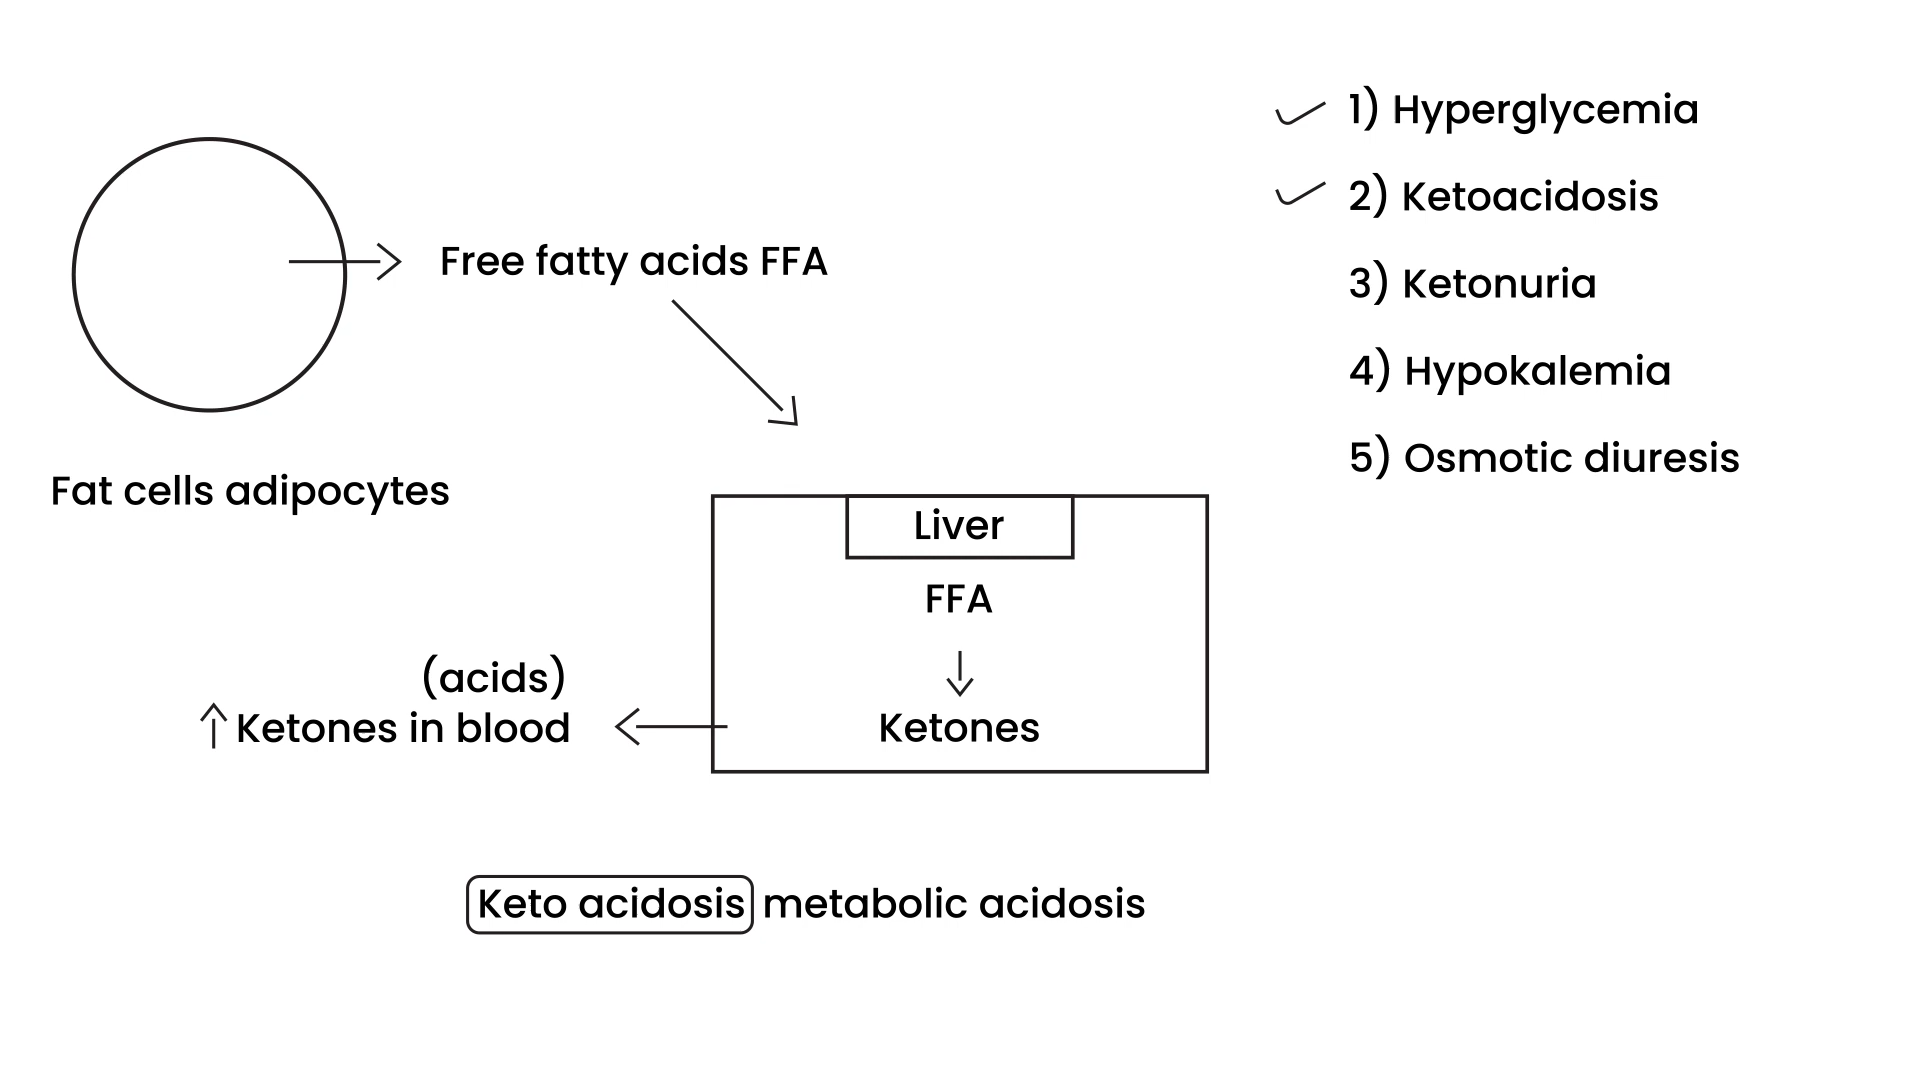 1) Hyperglycemia
2) Ketoacidosis
3) Ketonuria
4) Hypokalemia
5) Osmotic diuresis
Free fatty acids FFA
Fat cells adipocytes
Liver
FFA
Ketones
(acids)
Ketones in blood
Keto acidosis metabolic acidosis